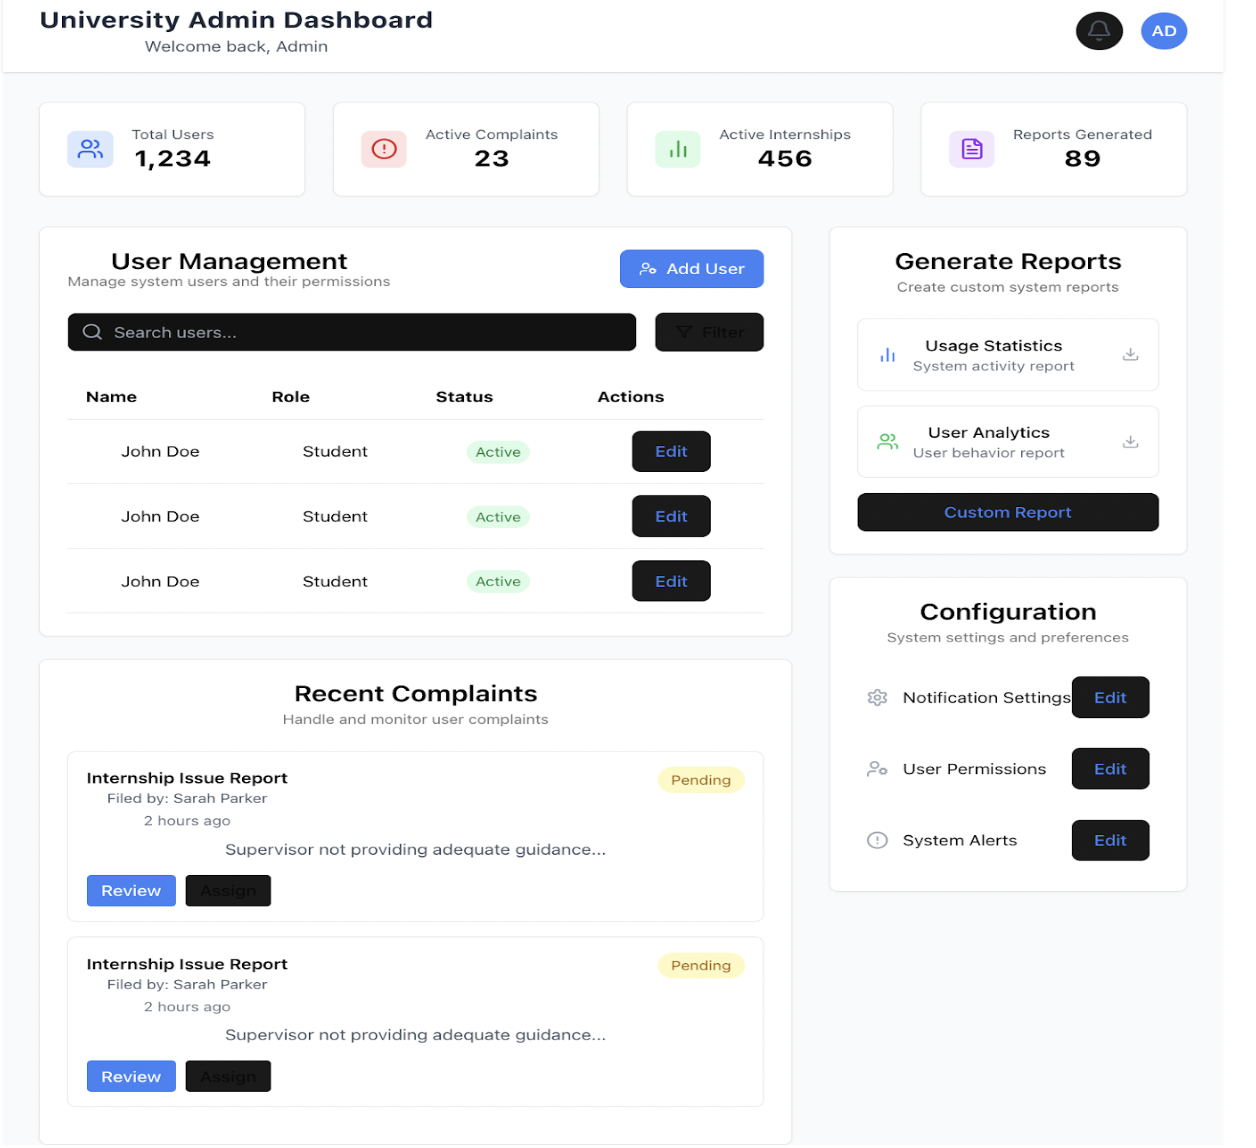 University Admin Dashboard
Welcome back, Admin
AD
Total Users
1,234
Active Complaints
23
Active Internships
456
Reports Generated
89
User Management
Manage system users and their permissions
Add User
Search users...
Filter
Name Role Status Actions
John Doe Student Active Edit
John Doe Student Active Edit
John Doe Student Active Edit
Recent Complaints
Handle and monitor user complaints
Internship Issue Report
Pending
Filed by: Sarah Parker
2 hours ago
Supervisor not providing adequate guidance...
Review Assign
Internship Issue Report
Pending
Filed by: Sarah Parker
2 hours ago
Supervisor not providing adequate guidance...
Review Assign
Generate Reports
Create custom system reports
Usage Statistics
System activity report
User Analytics
User behavior report
Custom Report
Configuration
System settings and preferences
Notification Settings Edit
User Permissions Edit
System Alerts Edit